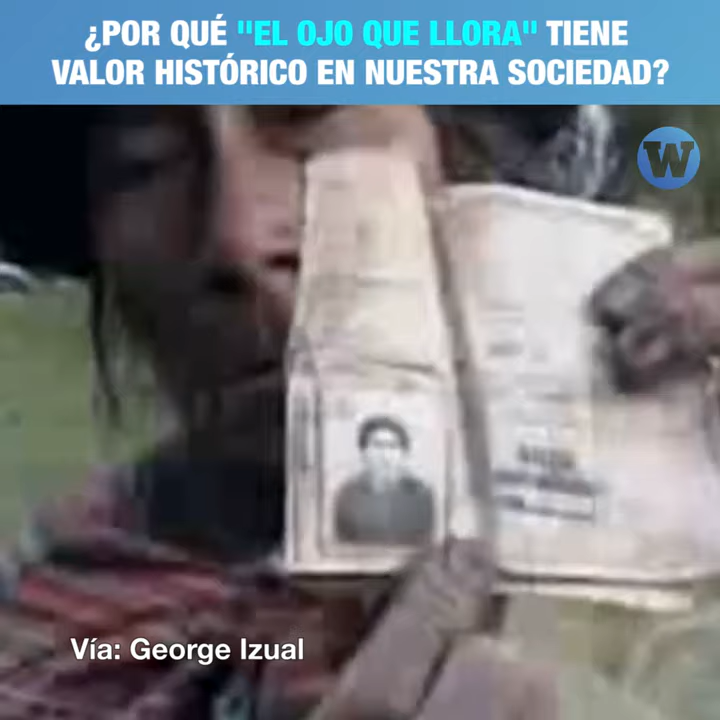 ¿POR QUÉ "EL OJO QUE LLORA" TIENE
VALOR HISTÓRICO EN NUESTRA SOCIEDAD?
W
Vía: George Izual